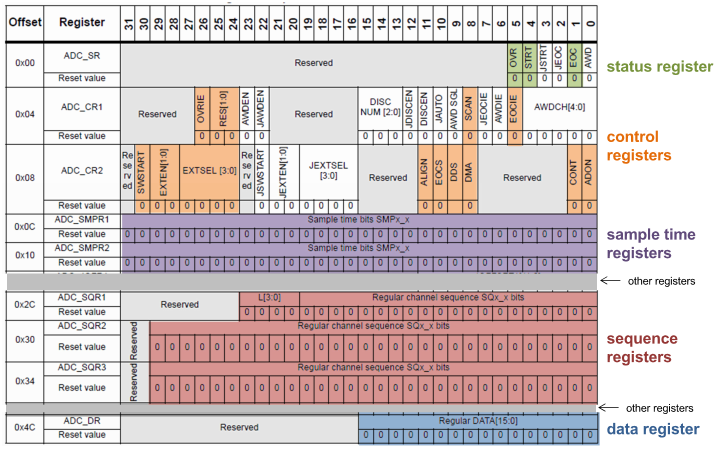 Offset Register 31 30 29 28 27 26 25 24 23 22 21 20 19 18 17 16 15 14 13 12 11 10 9 8 7 6 5 4 3 2 1 0
0x00 ADC_SR Reserved OVR STRT JSTRT JEOC EOC AWD
Reset value 0 0 0 0 0 0
status register
0x04 ADC_CR1 Reserved OVRIE RES[1:0] AWDEN JAWDEN Reserved DISC NUM [2:0] JDISCEN DISCEN JAUTO AWD SGL SCAN JEOCIE AWDIE EOCIE AWDCH[4:0]
Reset value 0 0 0 0 0 0 0 0 0 0 0 0 0 0 0 0 0 0 0 0 0
control
registers
0x08 ADC_CR2 Reserved SWSTART EXTEN[1:0] EXTSEL [3:0] Reserved JSWSTART JEXTEN[1:0] JEXTSEL [3:0] Reserved ALIGN EOCS DDS DMA Reserved CONT ADON
Reset value 0 0 0 0 0 0 0 0 0 0 0 0 0 0 0 0 0 0 0 0
0x0C ADC_SMPR1 Sample time bits SMPx_x
Reset value 0 0 0 0 0 0 0 0 0 0 0 0 0 0 0 0 0 0 0 0 0 0 0 0 0 0 0 0 0 0 0 0
0x10 ADC_SMPR2 Sample time bits SMPx_x
Reset value 0 0 0 0 0 0 0 0 0 0 0 0 0 0 0 0 0 0 0 0 0 0 0 0 0 0 0 0 0 0 0 0
sample time
registers
other registers
0x2C ADC_SQR1 Reserved L[3:0] Regular channel sequence SQx_x bits
Reset value 0 0 0 0 0 0 0 0 0 0 0 0 0 0 0 0 0 0 0 0 0 0 0 0
0x30 ADC_SQR2 Reserved Regular channel sequence SQx_x bits
Reset value 0 0 0 0 0 0 0 0 0 0 0 0 0 0 0 0 0 0 0 0 0 0 0 0 0 0 0 0 0 0
sequence
registers
0x34 ADC_SQR3 Reserved Regular channel sequence SQx_x bits
Reset value 0 0 0 0 0 0 0 0 0 0 0 0 0 0 0 0 0 0 0 0 0 0 0 0 0 0 0 0 0 0
other registers
0x4C ADC_DR Reserved Regular DATA[15:0]
Reset value 0 0 0 0 0 0 0 0 0 0 0 0 0 0 0 0
data register